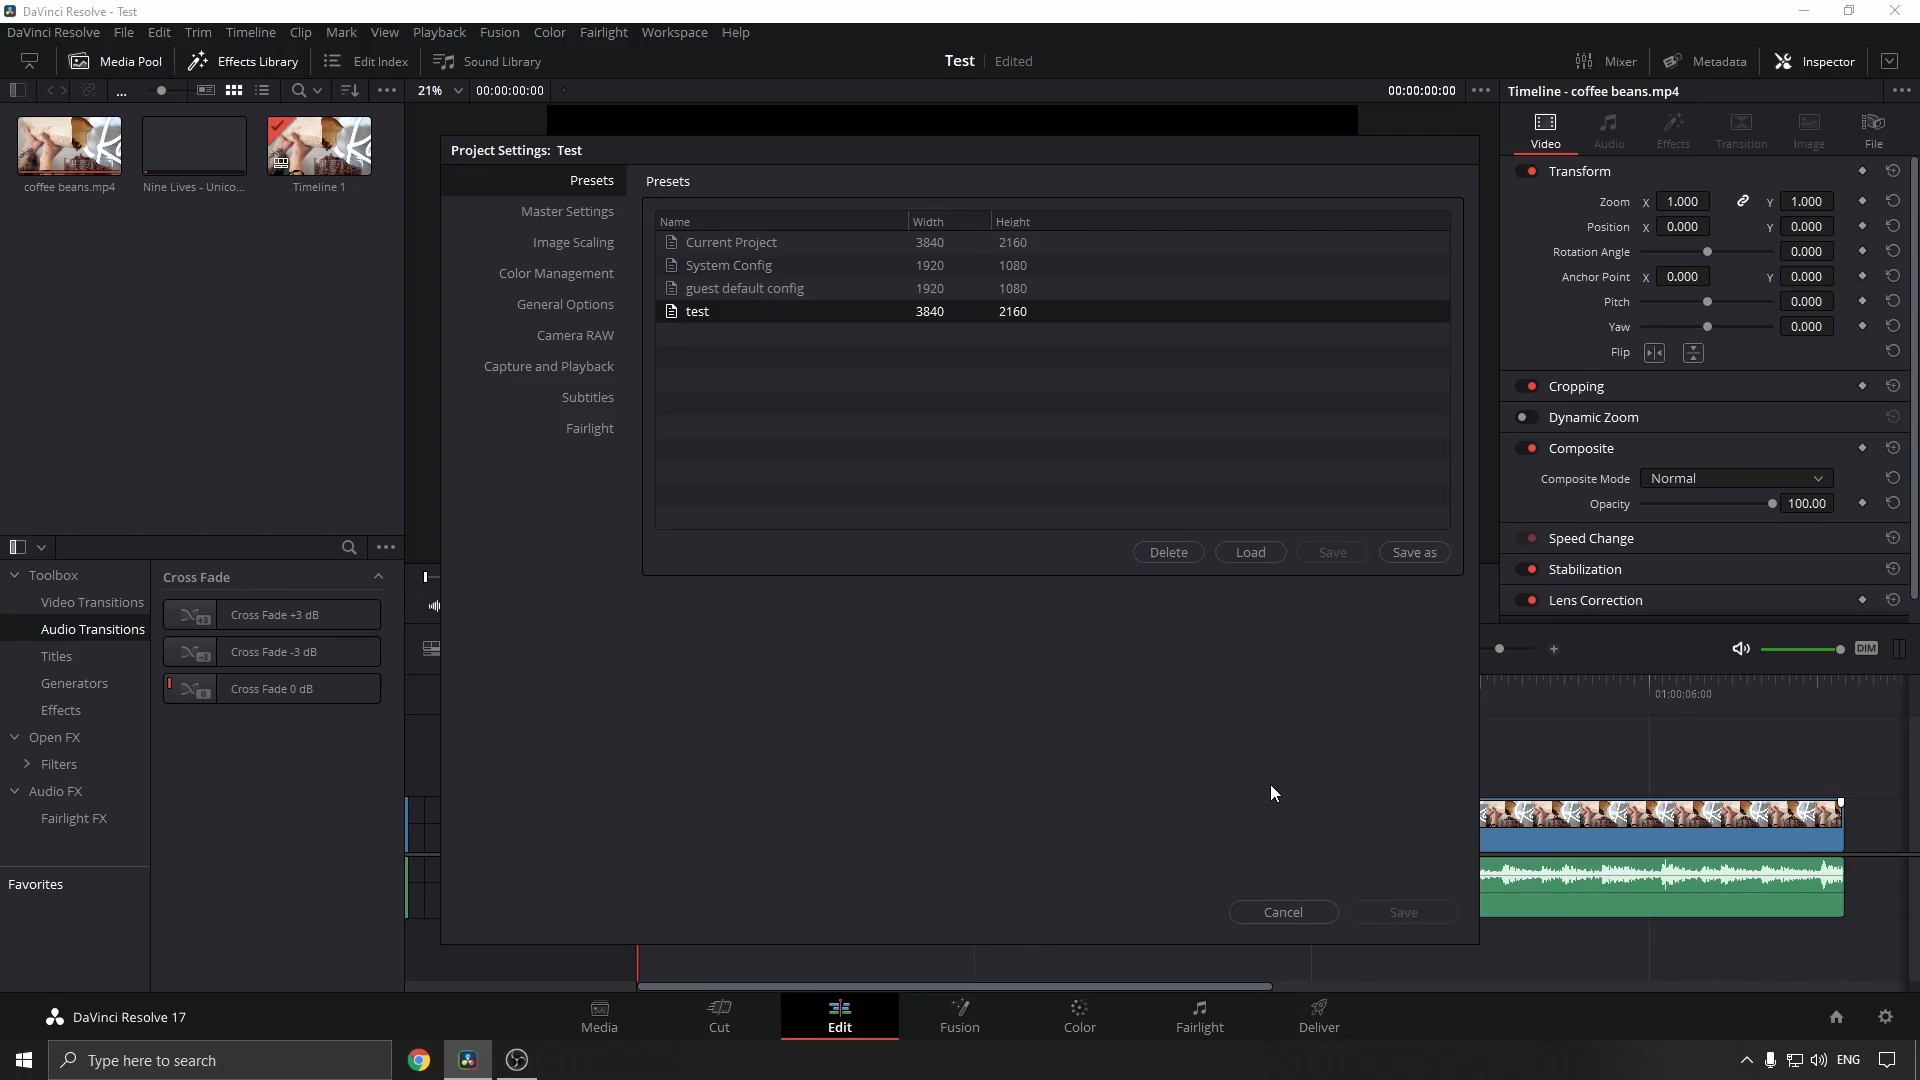 DaVinci Resolve - Test
DaVinci Resolve File Edit Trim Timeline Clip Mark View Playback Fusion Color Fairlight Workspace Help
Media Pool Effects Library Edit Index Sound Library Test Edited Mixer Metadata Inspector
... 21% 00:00:00:00 00:00:00:00 Timeline - coffee beans.mp4
Video Audio Effects Transition Image File
coffee beans.mp4 Nine Lives - Unico... Timeline 1
Project Settings: Test
Presets
Master Settings
Image Scaling
Color Management
General Options
Camera RAW
Capture and Playback
Subtitles
Fairlight
Presets
Name Width Height
Current Project 3840 2160
System Config 1920 1080
guest default config 1920 1080
test 3840 2160
Delete Load Save Save as
Cancel Save
Transform
Zoom X 1.000 Y 1.000
Position X 0.000 Y 0.000
Rotation Angle 0.000
Anchor Point X 0.000 Y 0.000
Pitch 0.000
Yaw 0.000
Flip
Cropping
Dynamic Zoom
Composite
Composite Mode Normal
Opacity 100.00
Speed Change
Stabilization
Lens Correction
DIM
01:00:06:00
Toolbox
Video Transitions
Audio Transitions
Titles
Generators
Effects
Open FX
Filters
Audio FX
Fairlight FX
Favorites
Cross Fade
+3 Cross Fade +3 dB
-3 Cross Fade -3 dB
0 Cross Fade 0 dB
DaVinci Resolve 17 Media Cut Edit Fusion Color Fairlight Deliver
Type here to search ENG